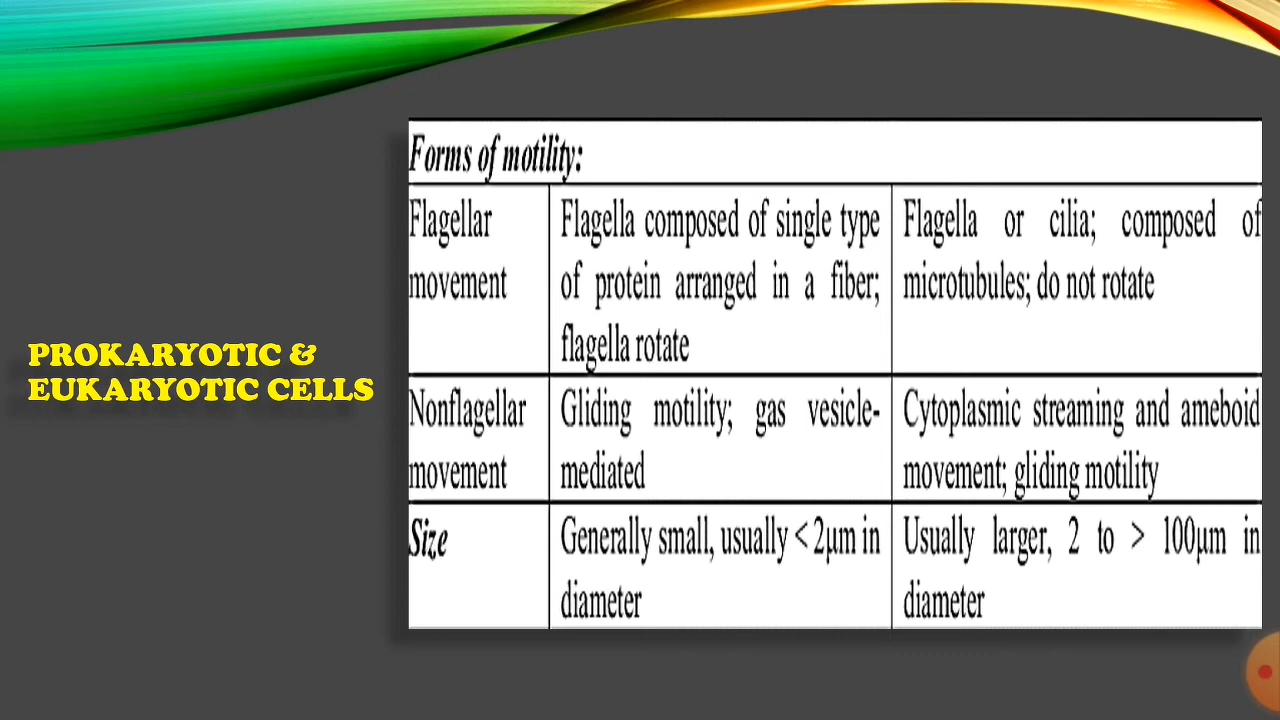 PROKARYOTIC &
EUKARYOTIC CELLS
Forms of motility:
Flagellar
movement
Flagella composed of single type
of protein arranged in a fiber;
flagella rotate
Flagella or cilia; composed of
microtubules; do not rotate
Nonflagellar
movement
Gliding motility; gas vesicle-
mediated
Cytoplasmic streaming and ameboid
movement; gliding motility
Size
Generally small, usually < 2μm in
diameter
Usually larger, 2 to > 100μm in
diameter